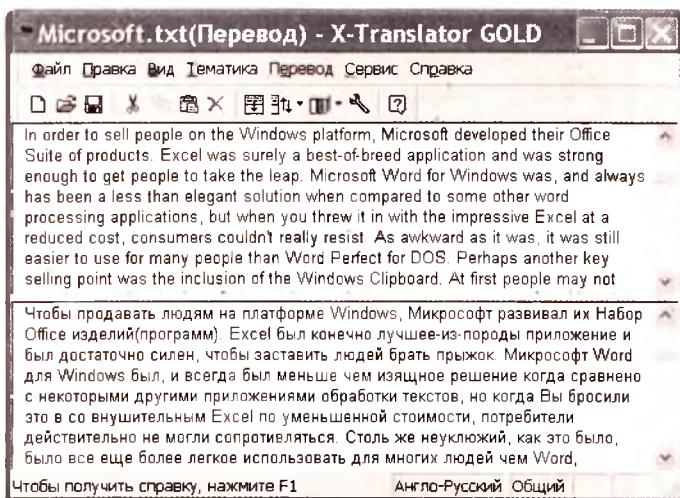 Microsoft.txt(Перевод) - X-Translator GOLD
Файл Правка Вид Тематика Перевод Сервис Справка
In order to sell people on the Windows platform, Microsoft developed their Office
Suite of products. Excel was surely a best-of-breed application and was strong
enough to get people to take the leap. Microsoft Word for Windows was, and always
has been a less than elegant solution when compared to some other word
processing applications, but when you threw it in with the impressive Excel at a
reduced cost, consumers couldn't really resist. As awkward as it was, it was still
easier to use for many people than Word Perfect for DOS. Perhaps another key
selling point was the inclusion of the Windows Clipboard. At first people may not
Чтобы продавать людям на платформе Windows, Микрософт развивал их Набор
Office изделий(программ). Excel был конечно лучшее-из-породы приложение и
был достаточно силен, чтобы заставить людей брать прыжок. Микрософт Word
для Windows был, и всегда был меньше чем изящное решение когда сравнено
с некоторыми другими приложениями обработки текстов, но когда Вы бросили
это в со внушительным Excel по уменьшенной стоимости, потребители
действительно не могли сопротивляться. Столь же неуклюжий, как это было,
было все еще более легкое использовать для многих людей чем Word,
Чтобы получить справку, нажмите F1 Англо-Русский Общий